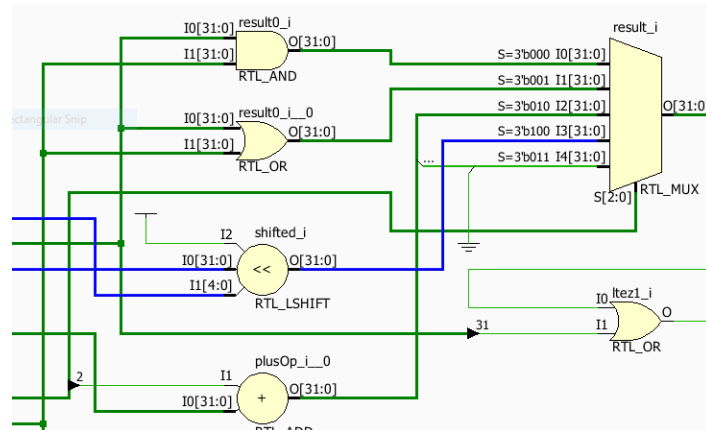 result0_i
I0[31:0]
O[31:0]
I1[31:0]
RTL_AND
result_i
S=3'b000 I0[31:0]
S=3'b001 I1[31:0]
S=3'b010 I2[31:0]
S=3'b100 I3[31:0]
S=3'b011 I4[31:0]
O[31:0
S[2:0]
RTL_MUX
...
ectangular Snip
result0_i__0
I0[31:0]
O[31:0]
I1[31:0]
RTL_OR
shifted_i
I2
I0[31:0]
<<
O[31:0]
I1[4:0]
RTL_LSHIFT
ltez1_i
I0
O
31
I1
RTL_OR
plusOp_i__0
2
I1
I0[31:0]
+
O[31:0]
RTL_ADD